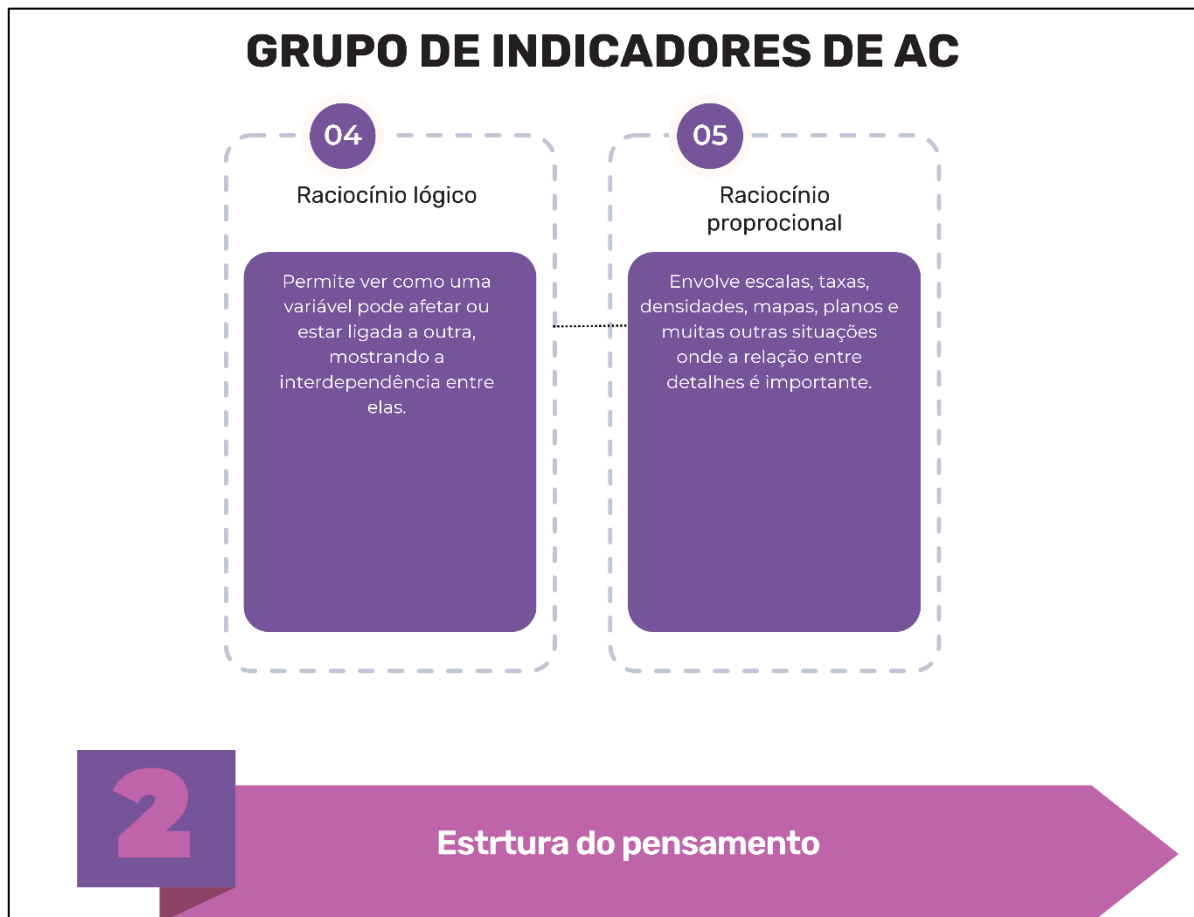 GRUPO DE INDICADORES DE AC
04
Raciocínio lógico
Permite ver como uma
variável pode afetar ou
estar ligada a outra,
mostrando a
interdependência entre
elas.
05
Raciocínio
proprocional
Envolve escalas, taxas,
densidades, mapas, planos e
muitas outras situações
onde a relação entre
detalhes é importante.
2
Estrtura do pensamento